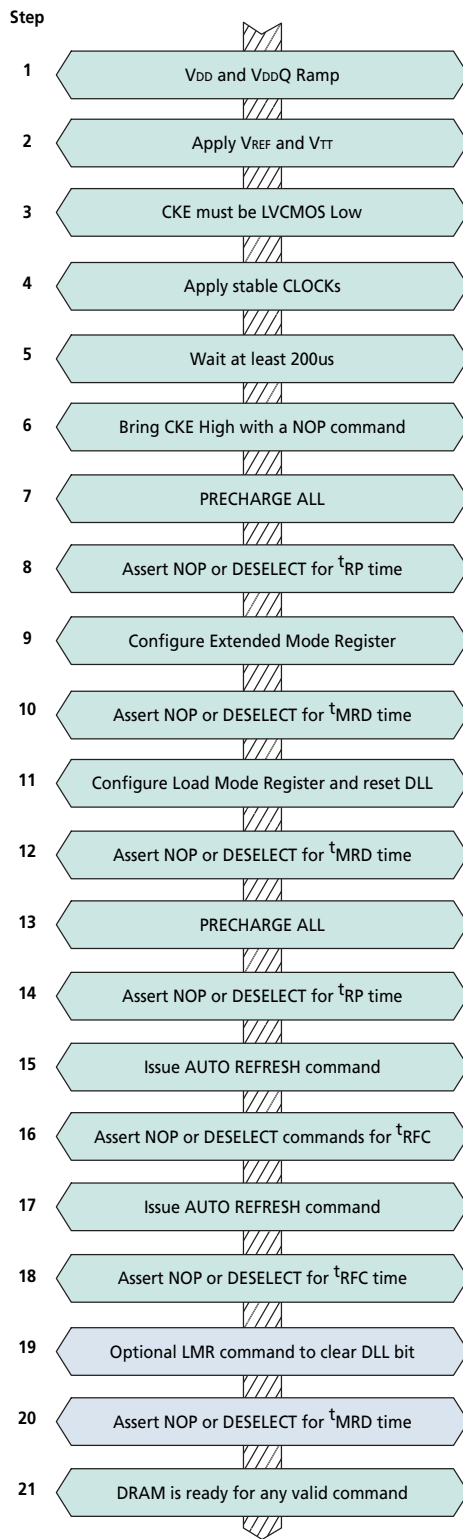 Step
1 VDD and VDDQ Ramp
2 Apply VREF and VTT
3 CKE must be LVCMOS Low
4 Apply stable CLOCKs
5 Wait at least 200us
6 Bring CKE High with a NOP command
7 PRECHARGE ALL
8 Assert NOP or DESELECT for tRP time
9 Configure Extended Mode Register
10 Assert NOP or DESELECT for tMRD time
11 Configure Load Mode Register and reset DLL
12 Assert NOP or DESELECT for tMRD time
13 PRECHARGE ALL
14 Assert NOP or DESELECT for tRP time
15 Issue AUTO REFRESH command
16 Assert NOP or DESELECT commands for tRFC
17 Issue AUTO REFRESH command
18 Assert NOP or DESELECT for tRFC time
19 Optional LMR command to clear DLL bit
20 Assert NOP or DESELECT for tMRD time
21 DRAM is ready for any valid command